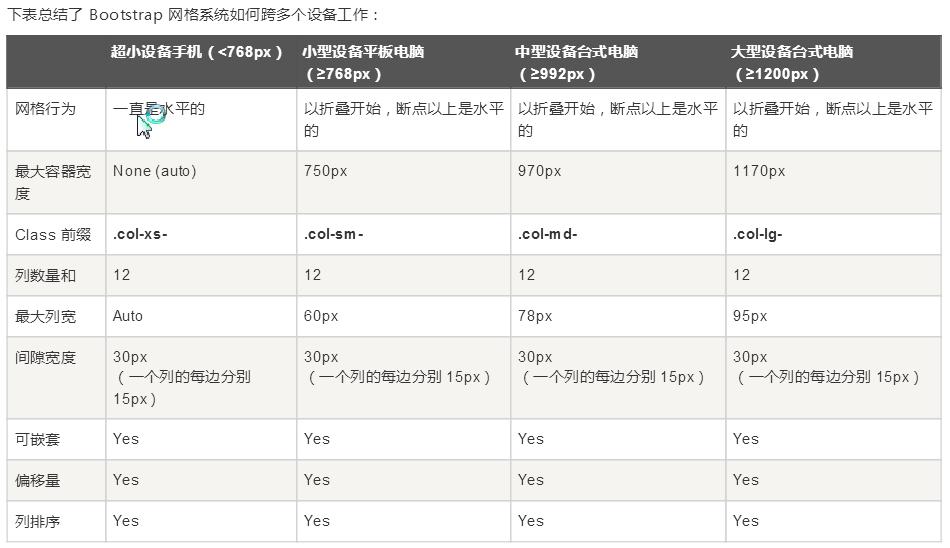 下表总结了 Bootstrap 网格系统如何跨多个设备工作：
超小设备手机（<768px） 小型设备平板电脑 中型设备台式电脑 大型设备台式电脑
（≥768px） （≥992px） （≥1200px）
网格行为 一直是水平的 以折叠开始，断点以上是水平 以折叠开始，断点以上是水平 以折叠开始，断点以上是水平
的 的 的
最大容器宽 None (auto) 750px 970px 1170px
度
Class 前缀 .col-xs- .col-sm- .col-md- .col-lg-
列数量和 12 12 12 12
最大列宽 Auto 60px 78px 95px
间隙宽度 30px 30px 30px 30px
（一个列的每边分别 （一个列的每边分别 15px） （一个列的每边分别 15px） （一个列的每边分别 15px）
15px）
可嵌套 Yes Yes Yes Yes
偏移量 Yes Yes Yes Yes
列排序 Yes Yes Yes Yes